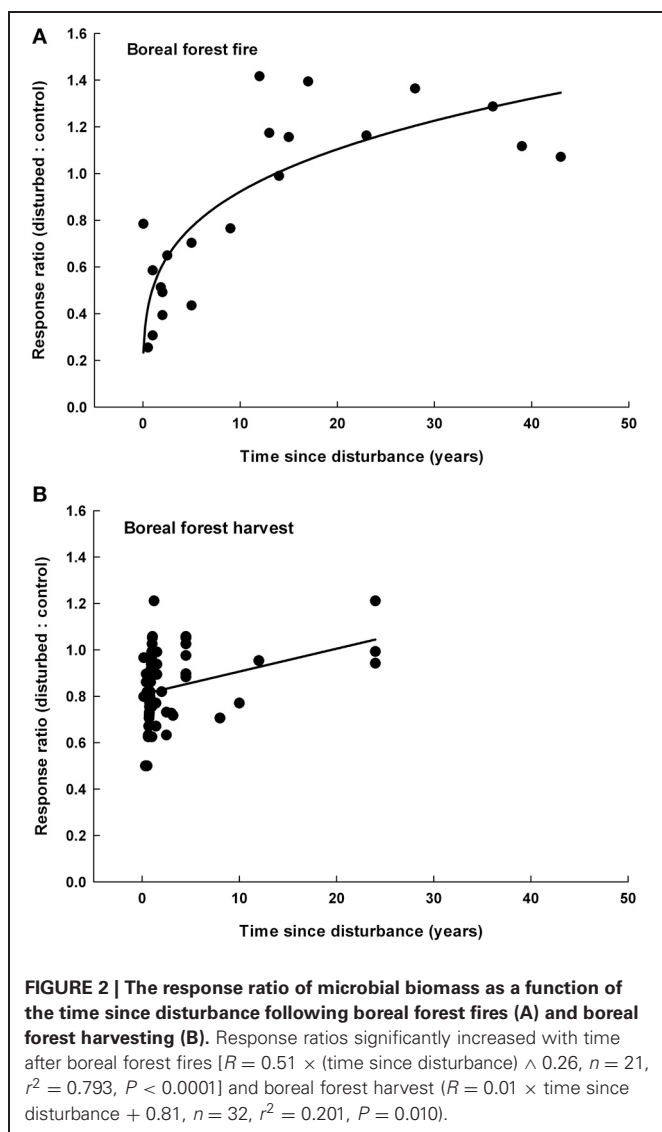 A
Boreal forest fire
Response ratio (disturbed : control)
1.6
1.4
1.2
1.0
0.8
0.6
0.4
0.2
0.0
0 10 20 30 40 50
Time since disturbance (years)
B
Boreal forest harvest
Response ratio (disturbed : control)
1.6
1.4
1.2
1.0
0.8
0.6
0.4
0.2
0.0
0 10 20 30 40 50
Time since disturbance (years)
FIGURE 2 | The response ratio of microbial biomass as a function of
the time since disturbance following boreal forest fires (A) and boreal
forest harvesting (B). Response ratios significantly increased with time
after boreal forest fires [R = 0.51 × (time since disturbance) ∧ 0.26, n = 21,
r² = 0.793, P < 0.0001] and boreal forest harvest (R = 0.01 × time since
disturbance + 0.81, n = 32, r² = 0.201, P = 0.010).